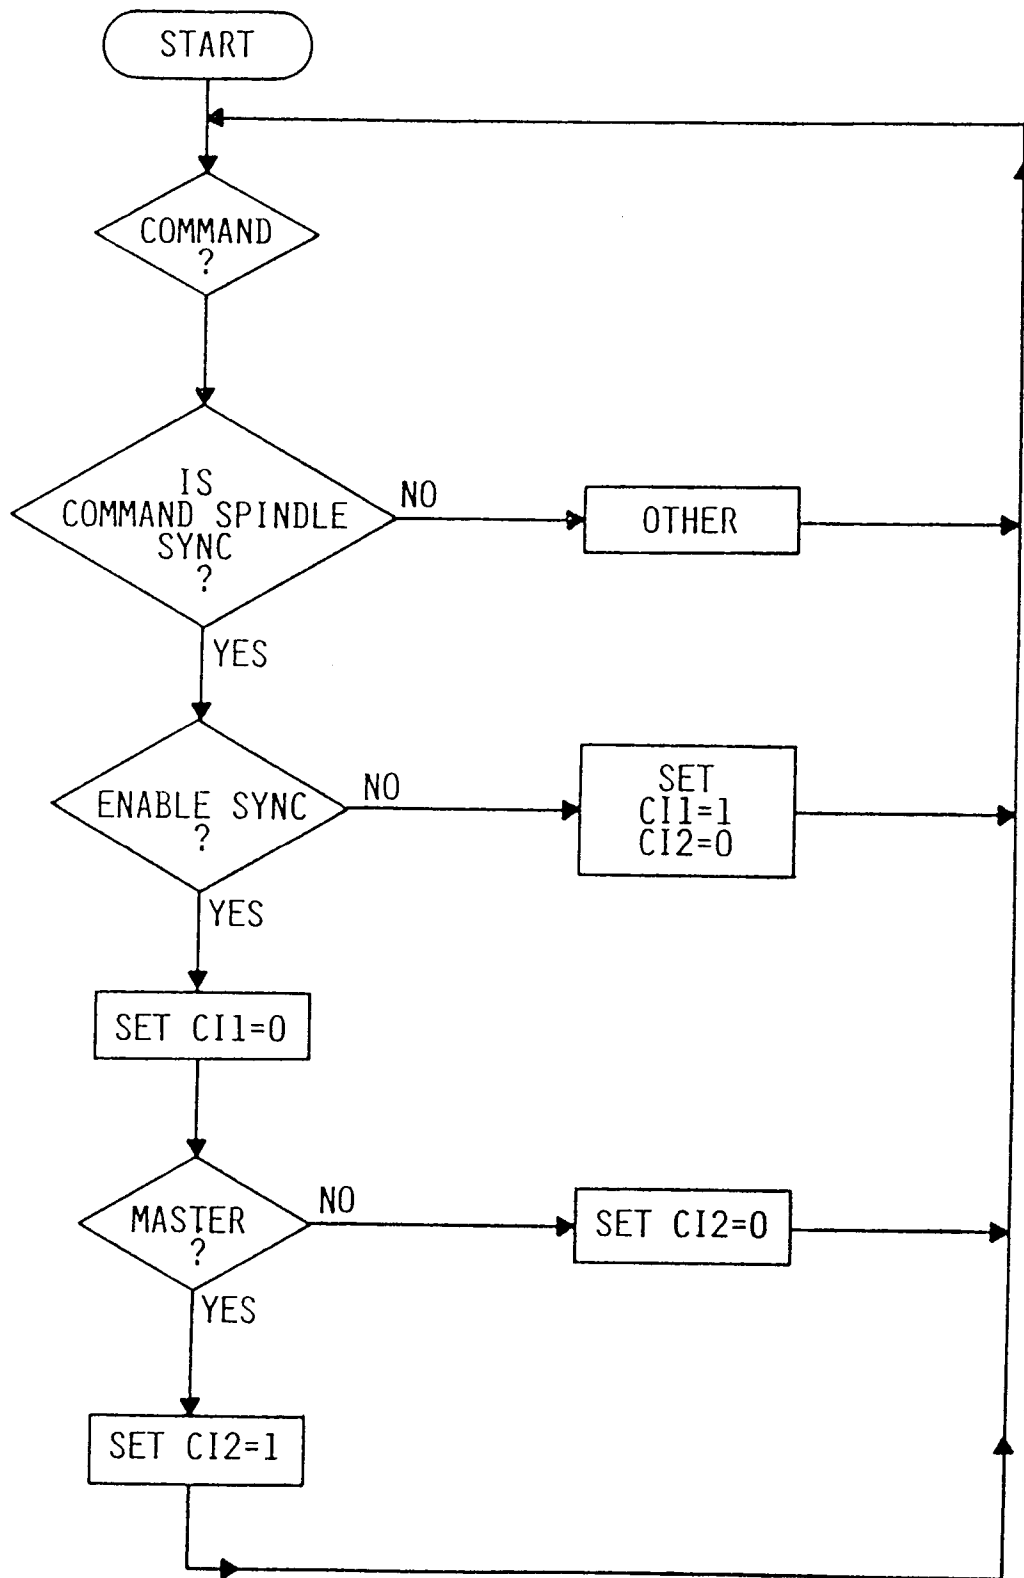 START
COMMAND
?
IS
COMMAND SPINDLE
SYNC
?
NO
OTHER
YES
ENABLE SYNC
?
NO
SET
CI1=1
CI2=0
YES
SET CI1=0
MASTER
?
NO
SET CI2=0
YES
SET CI2=1